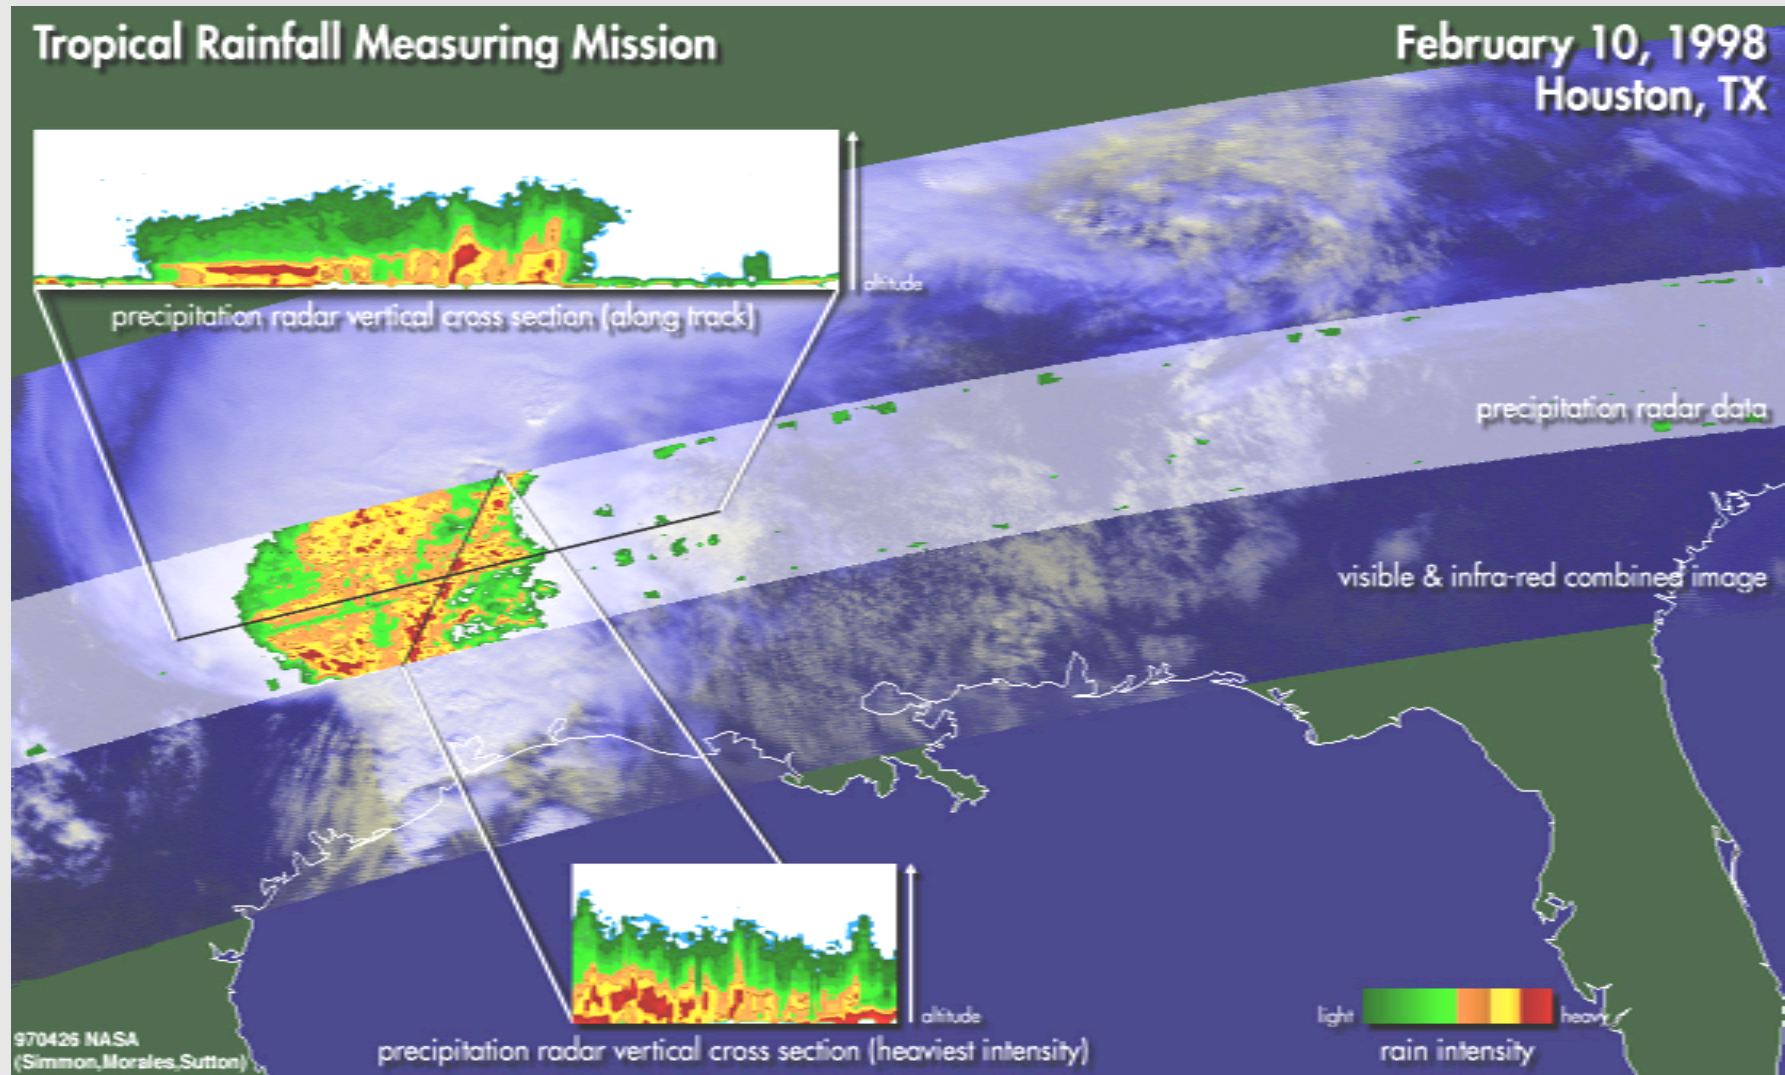 Tropical Rainfall Measuring Mission
February 10, 1998
Houston, TX
altitude
precipitation radar vertical cross section (along track)
precipitation radar data
visible & infra-red combined image
light
heavy
rain intensity
altitude
precipitation radar vertical cross section (heaviest intensity)
970426 NASA
(Simmon,Morales,Sutton)